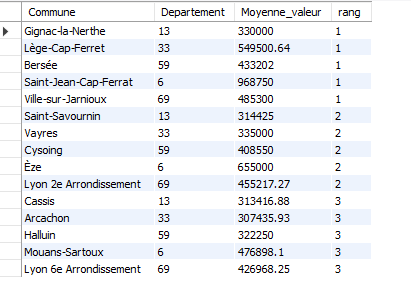 Commune Departement Moyenne_valeur rang
Gignac-la-Nerthe 13 330000 1
Lège-Cap-Ferret 33 549500.64 1
Bersée 59 433202 1
Saint-Jean-Cap-Ferrat 6 968750 1
Ville-sur-Jarnioux 69 485300 1
Saint-Savournin 13 314425 2
Vayres 33 335000 2
Cysoing 59 408550 2
Èze 6 655000 2
Lyon 2e Arrondissement 69 455217.27 2
Cassis 13 313416.88 3
Arcachon 33 307435.93 3
Halluin 59 322250 3
Mouans-Sartoux 6 476898.1 3
Lyon 6e Arrondissement 69 426968.25 3